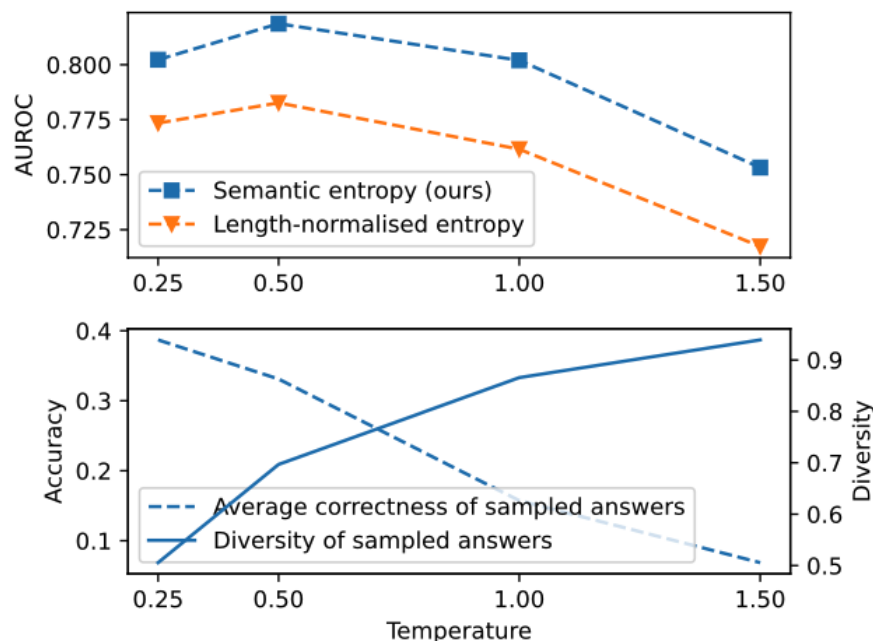 0.800
0.775
0.750
0.725
AUROC
Semantic entropy (ours)
Length-normalised entropy
0.25 0.50 1.00 1.50
0.4
0.3
0.2
0.1
Accuracy
0.9
0.8
0.7
0.6
0.5
Diversity
Average correctness of sampled answers
Diversity of sampled answers
0.25 0.50 1.00 1.50
Temperature